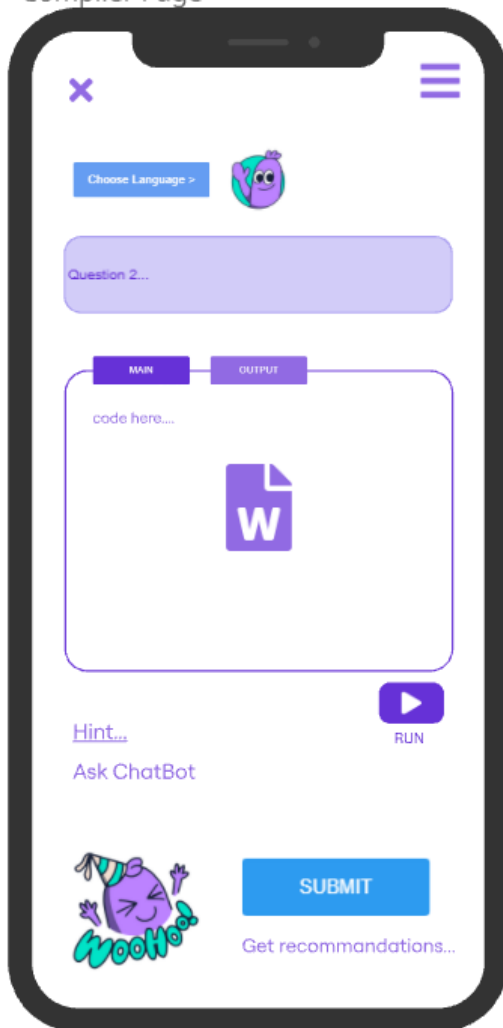 Compiler Page
Choose Language >
Question 2...
MAIN
OUTPUT
code here....
W
Hint...
RUN
Ask ChatBot
WooHoo!
SUBMIT
Get recommandations...